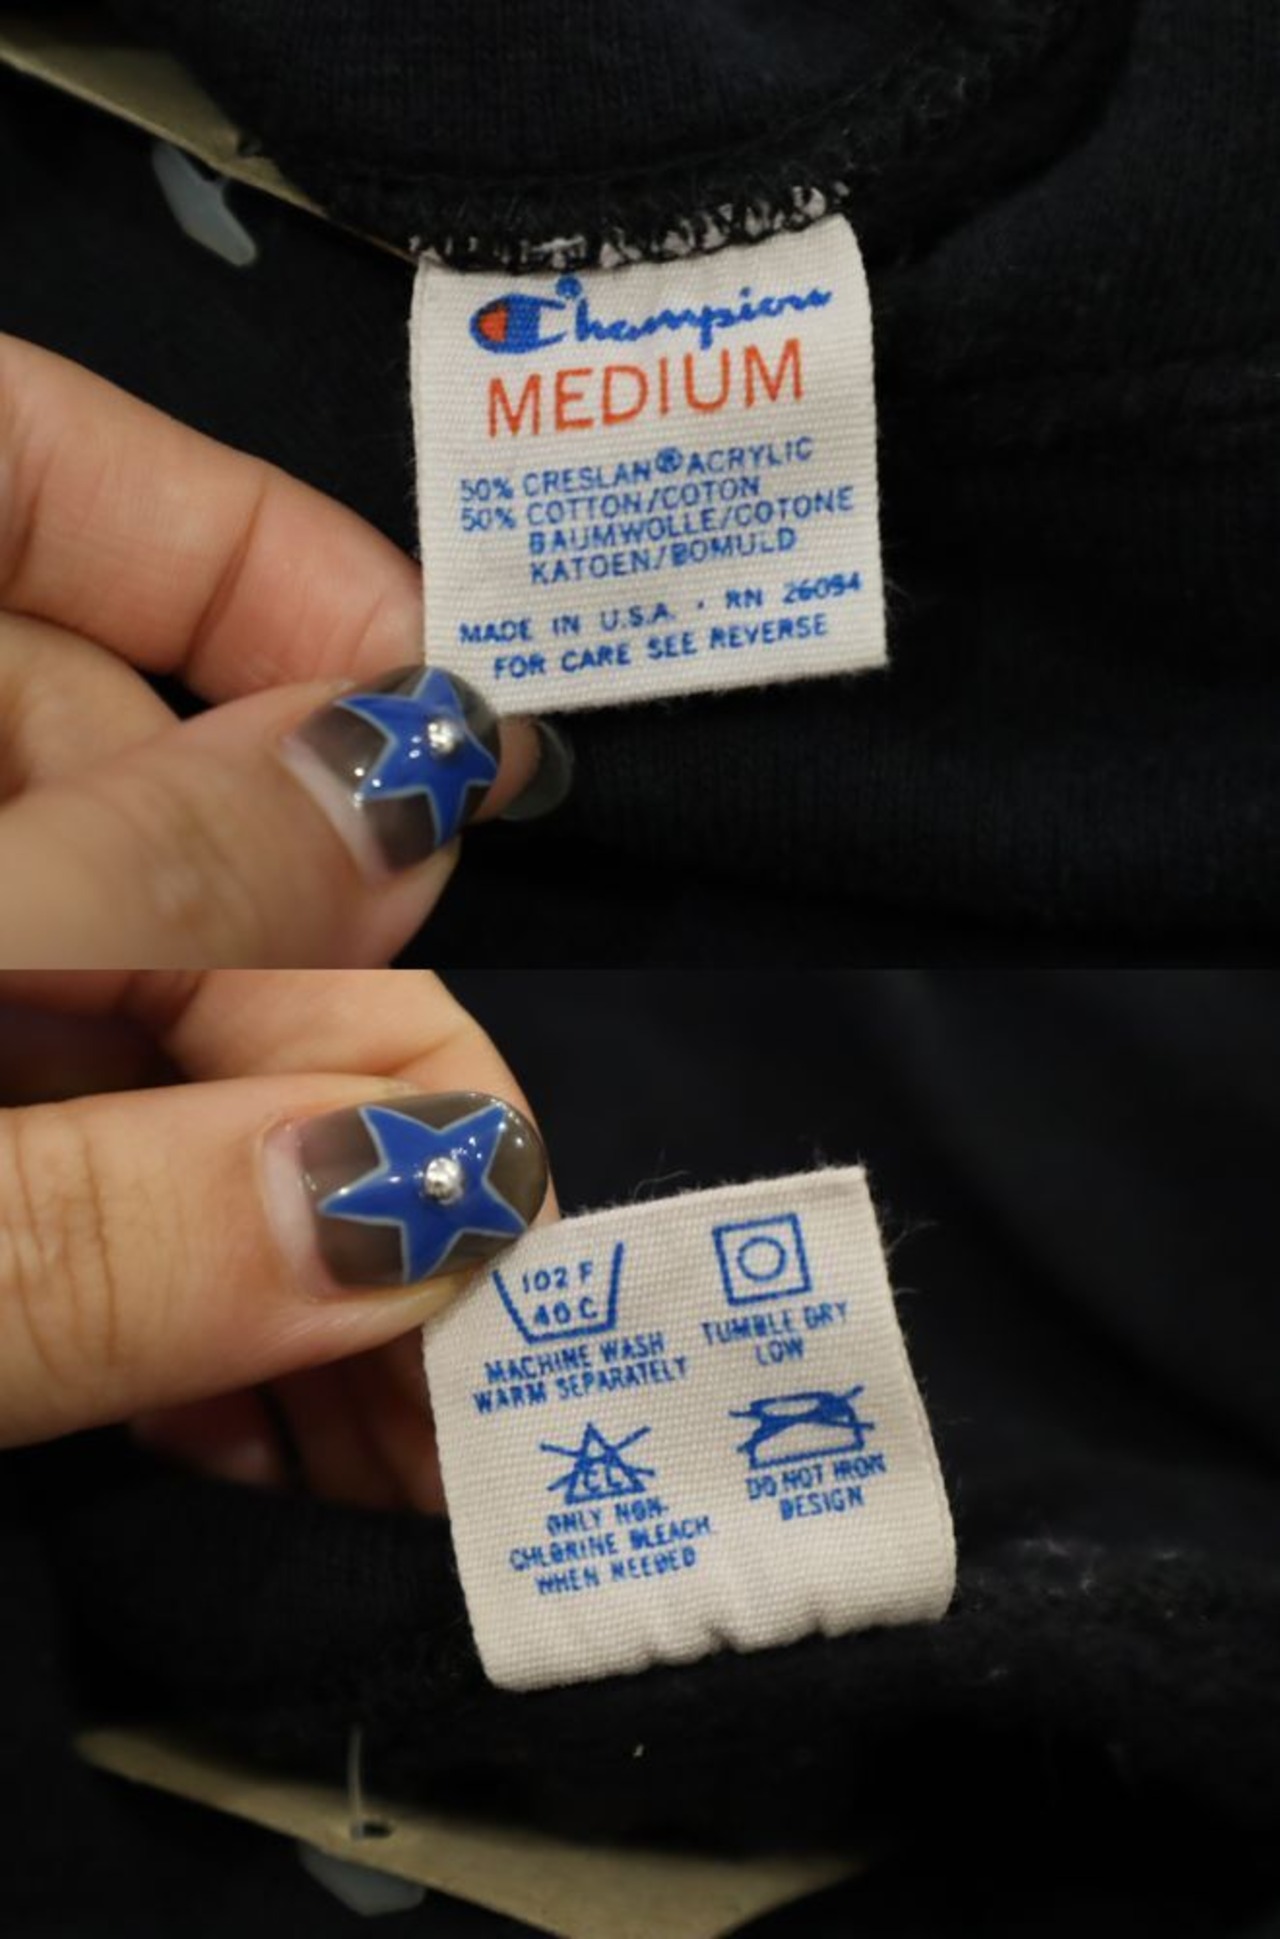 Champion
MEDIUM
50% CRESLAN® ACRYLIC
50% COTTON/COTON
BAUMWOLLE/COTONE
KATOEN/BOMULD
MADE IN U.S.A. · RN 26094
FOR CARE SEE REVERSE
102 F
40 C
MACHINE WASH
WARM SEPARATELY
TUMBLE DRY
LOW
CL
ONLY NON-
CHLORINE BLEACH
WHEN NEEDED
DO NOT IRON
DESIGN